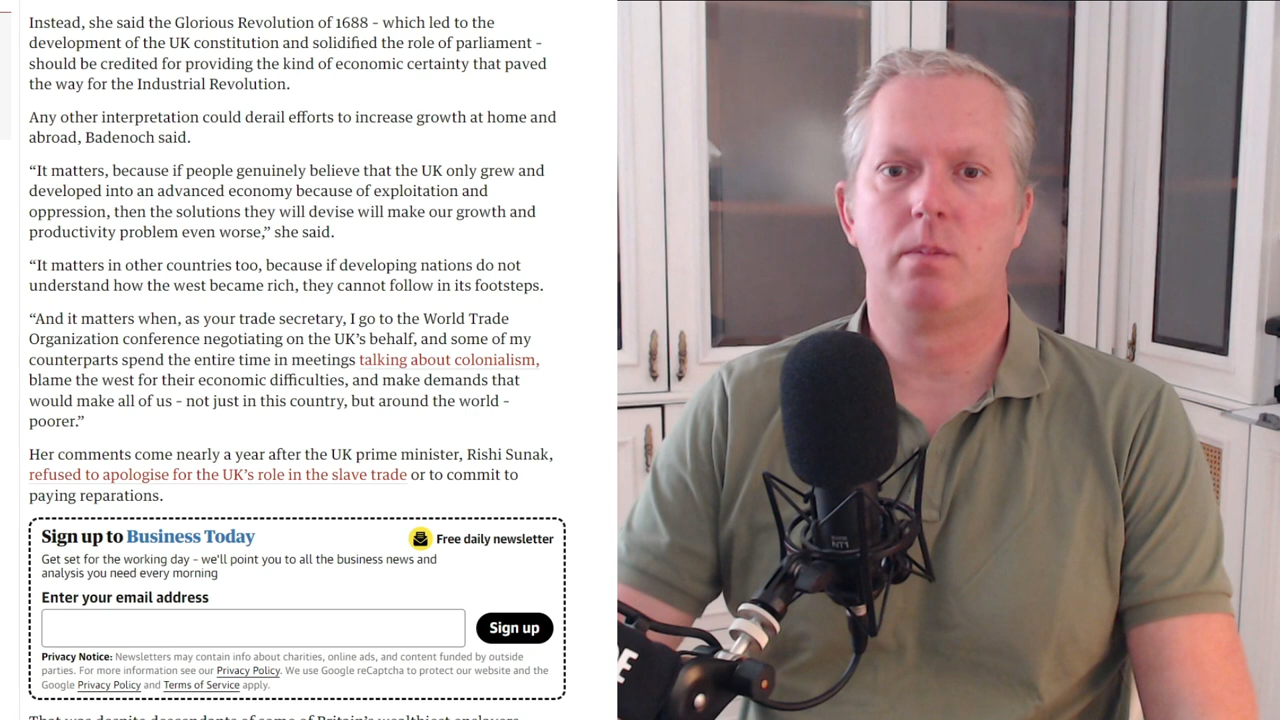 Instead, she said the Glorious Revolution of 1688 – which led to the
development of the UK constitution and solidified the role of parliament –
should be credited for providing the kind of economic certainty that paved
the way for the Industrial Revolution.
Any other interpretation could derail efforts to increase growth at home and
abroad, Badenoch said.
“It matters, because if people genuinely believe that the UK only grew and
developed into an advanced economy because of exploitation and
oppression, then the solutions they will devise will make our growth and
productivity problem even worse,” she said.
“It matters in other countries too, because if developing nations do not
understand how the west became rich, they cannot follow in its footsteps.
“And it matters when, as your trade secretary, I go to the World Trade
Organization conference negotiating on the UK’s behalf, and some of my
counterparts spend the entire time in meetings talking about colonialism,
blame the west for their economic difficulties, and make demands that
would make all of us – not just in this country, but around the world –
poorer.”
Her comments come nearly a year after the UK prime minister, Rishi Sunak,
refused to apologise for the UK’s role in the slave trade or to commit to
paying reparations.
Sign up to Business Today
Free daily newsletter
Get set for the working day – we’ll point you to all the business news and
analysis you need every morning
Enter your email address
Sign up
Privacy Notice: Newsletters may contain info about charities, online ads, and content funded by outside
parties. For more information see our Privacy Policy. We use Google reCaptcha to protect our website and the
Google Privacy Policy and Terms of Service apply.
That was despite descendants of some of Britain’s wealthiest enslavers
NT1